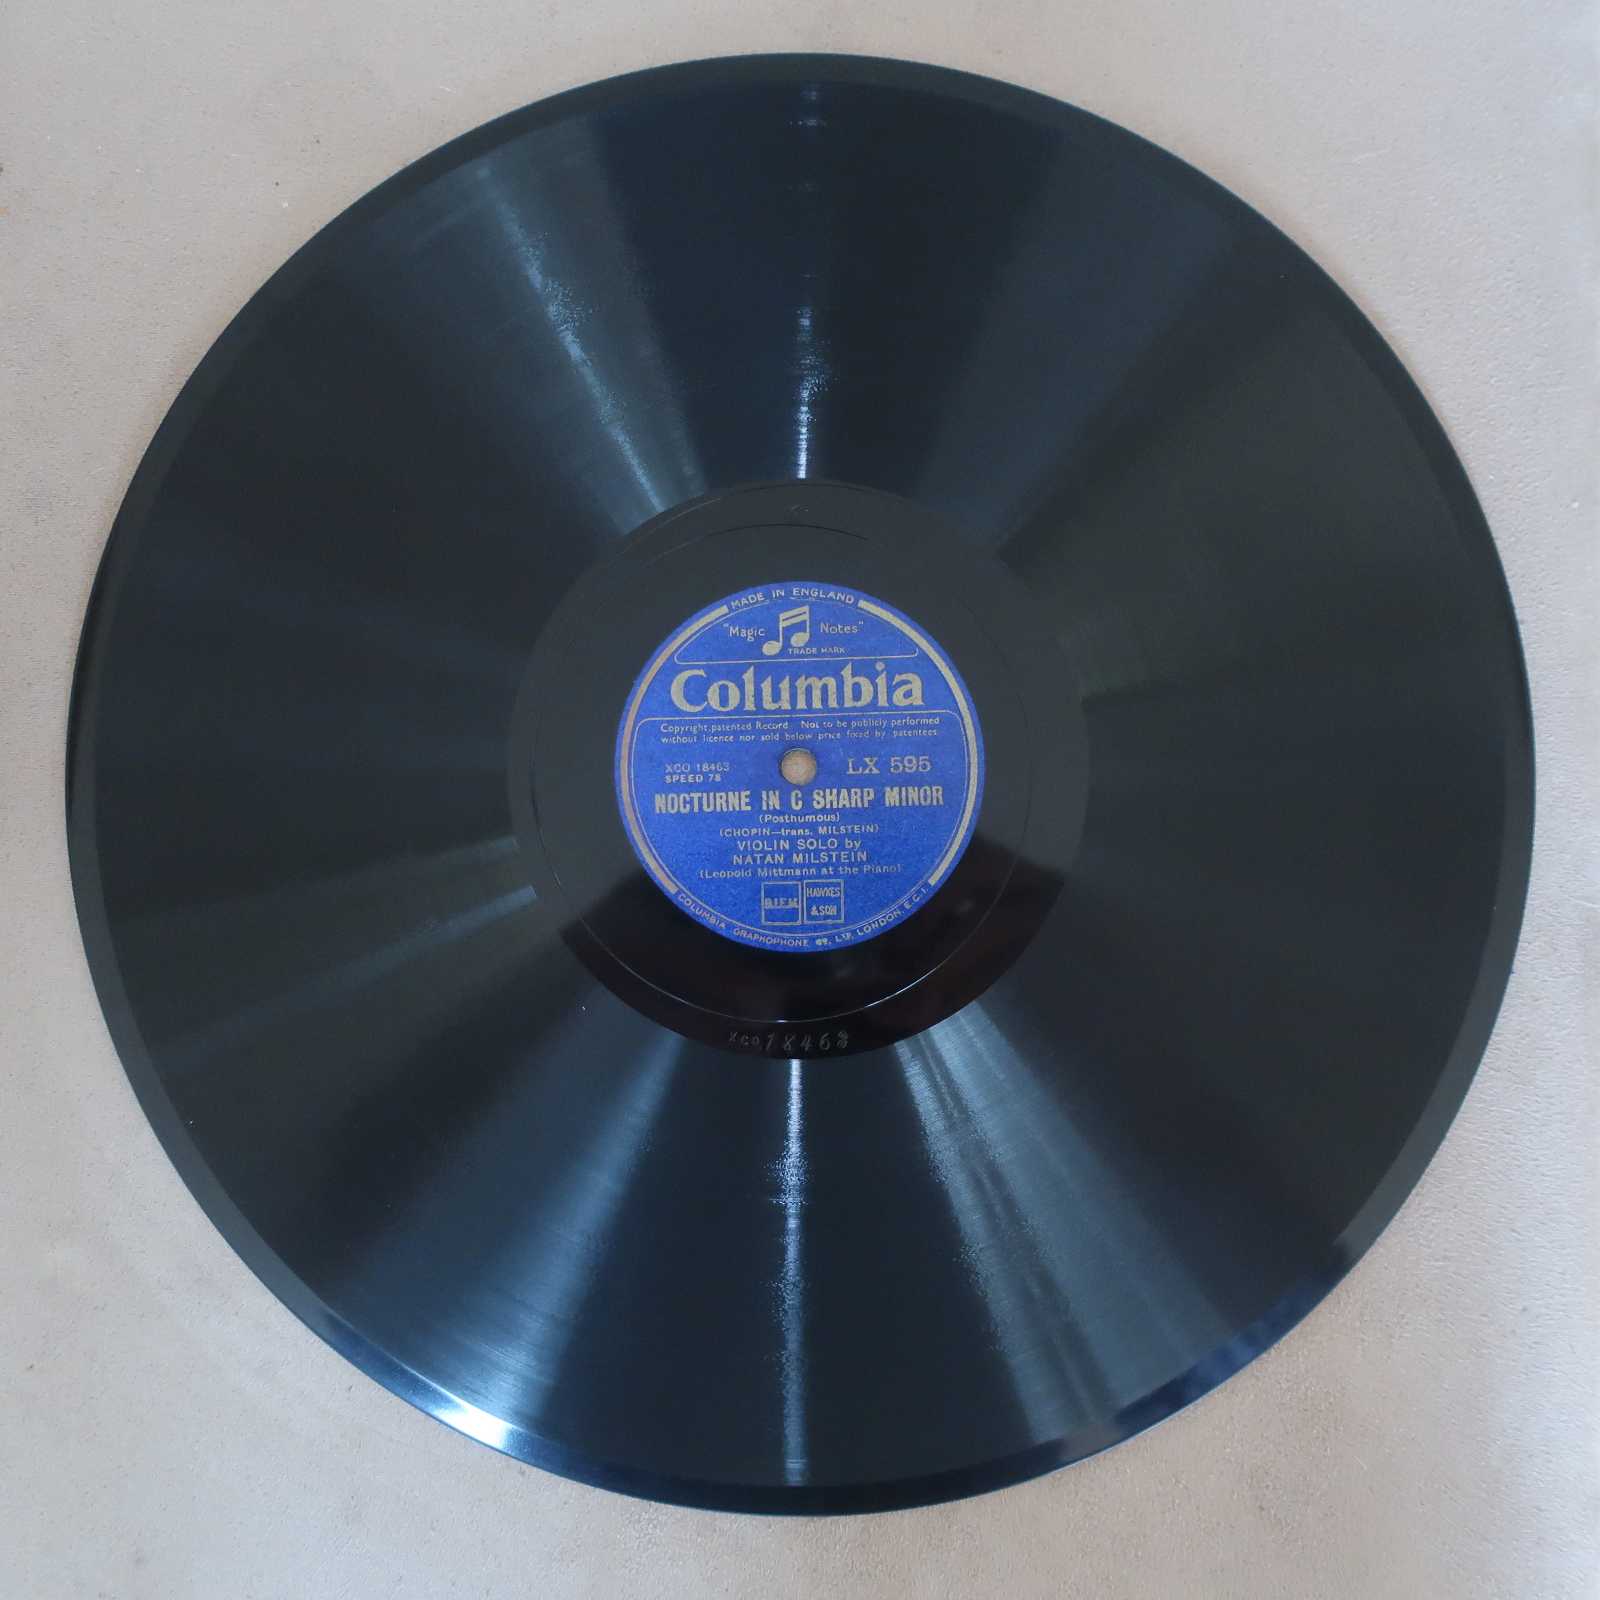 MADE IN ENGLAND
"Magic Notes"
TRADE MARK
Columbia
Copyright, patented Record. Not to be publicly performed
without licence nor sold below price fixed by patentees.
XCO 18463 LX 595
SPEED 78
NOCTURNE IN C SHARP MINOR
(Posthumous)
(CHOPIN—trans. MILSTEIN)
VIOLIN SOLO by
NATAN MILSTEIN
(Leopold Mittmann at the Piano)
B.I.E.M. HAWKES
& SON
COLUMBIA GRAPHOPHONE CO. LTD. LONDON, E.C.1.
XCO18463